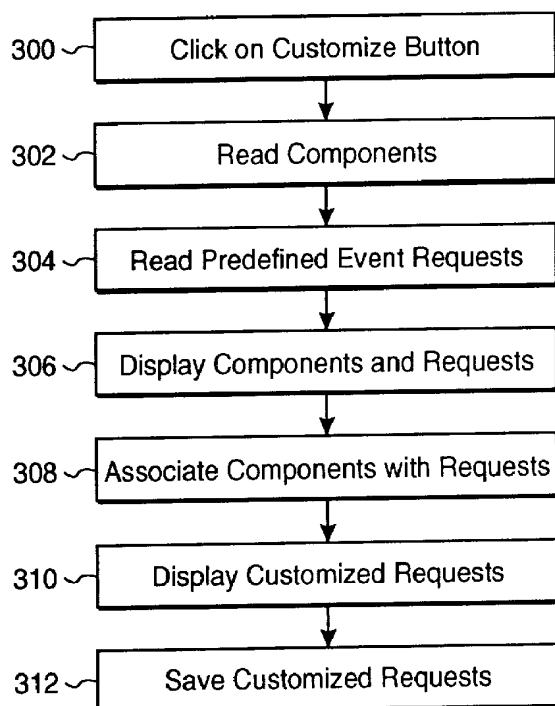 300 Click on Customize Button
302 Read Components
304 Read Predefined Event Requests
306 Display Components and Requests
308 Associate Components with Requests
310 Display Customized Requests
312 Save Customized Requests